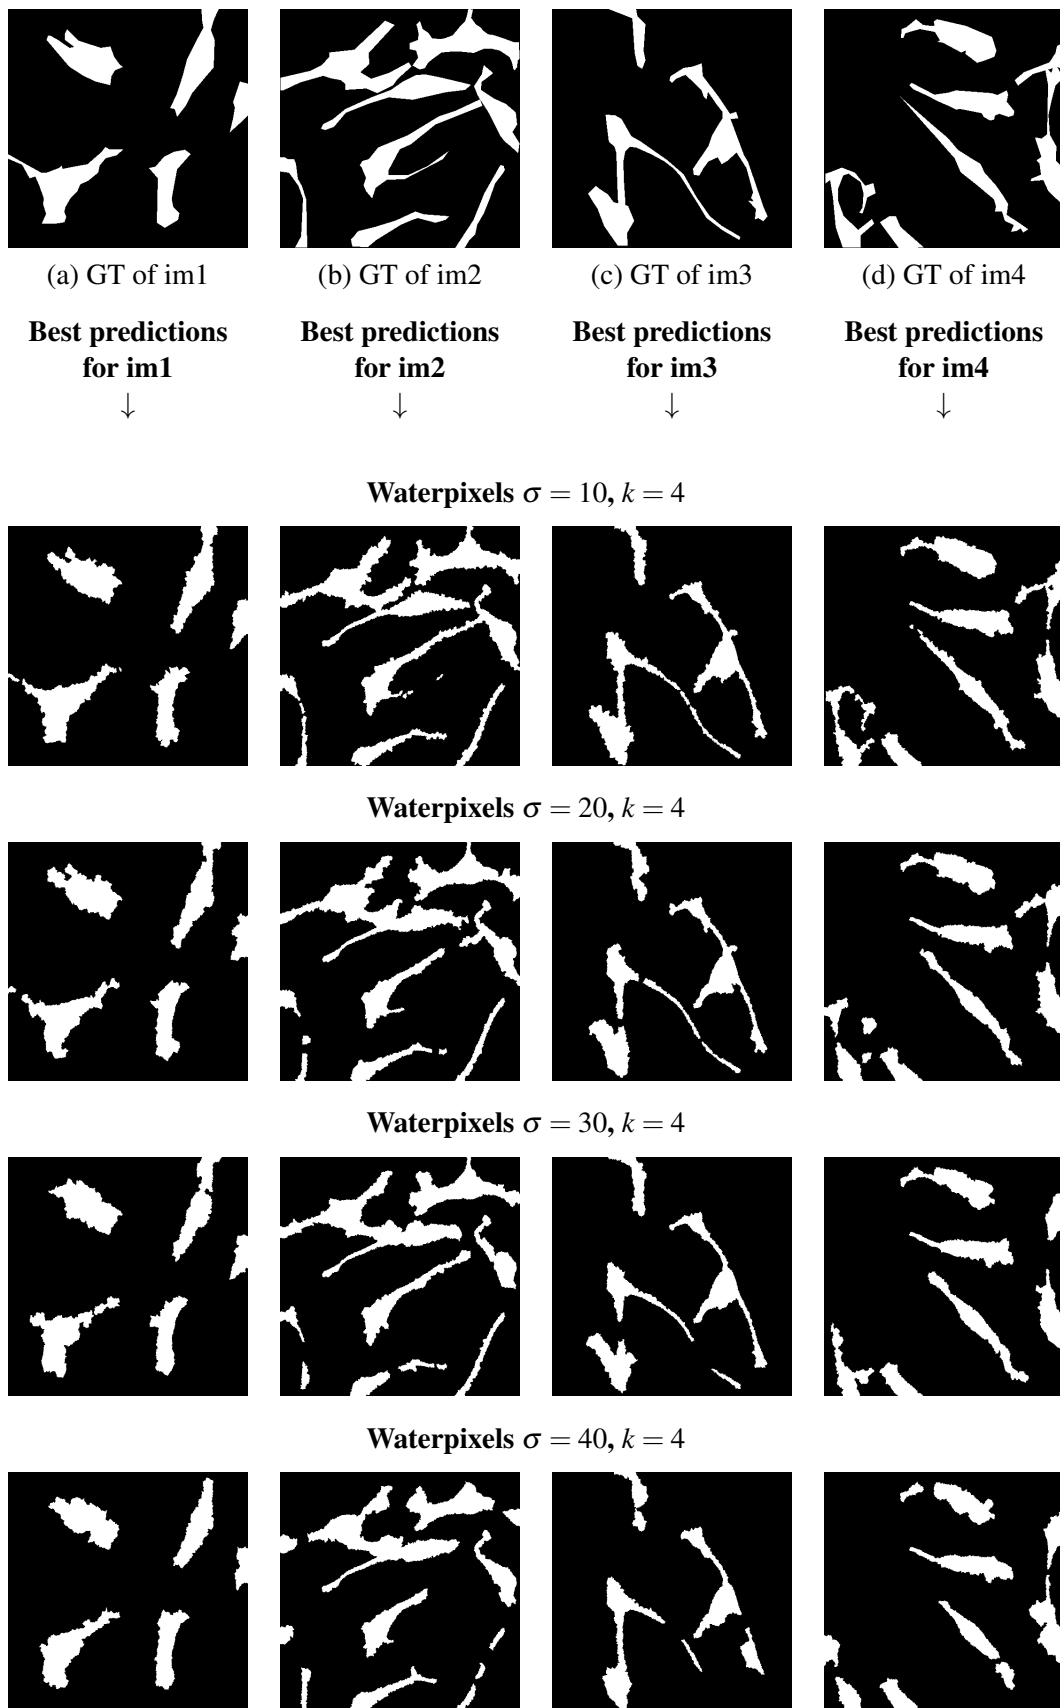 (a) GT of im1
(b) GT of im2
(c) GT of im3
(d) GT of im4
Best predictions
for im1
↓
Best predictions
for im2
↓
Best predictions
for im3
↓
Best predictions
for im4
↓
Waterpixels σ = 10, k = 4
Waterpixels σ = 20, k = 4
Waterpixels σ = 30, k = 4
Waterpixels σ = 40, k = 4